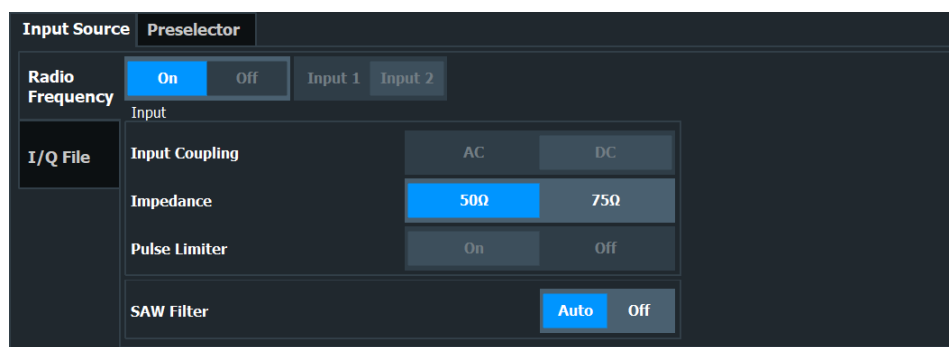 Input Source Preselector
Radio Frequency On Off Input 1 Input 2
Input
I/Q File
Input Coupling AC DC
Impedance 50Ω 75Ω
Pulse Limiter On Off
SAW Filter Auto Off